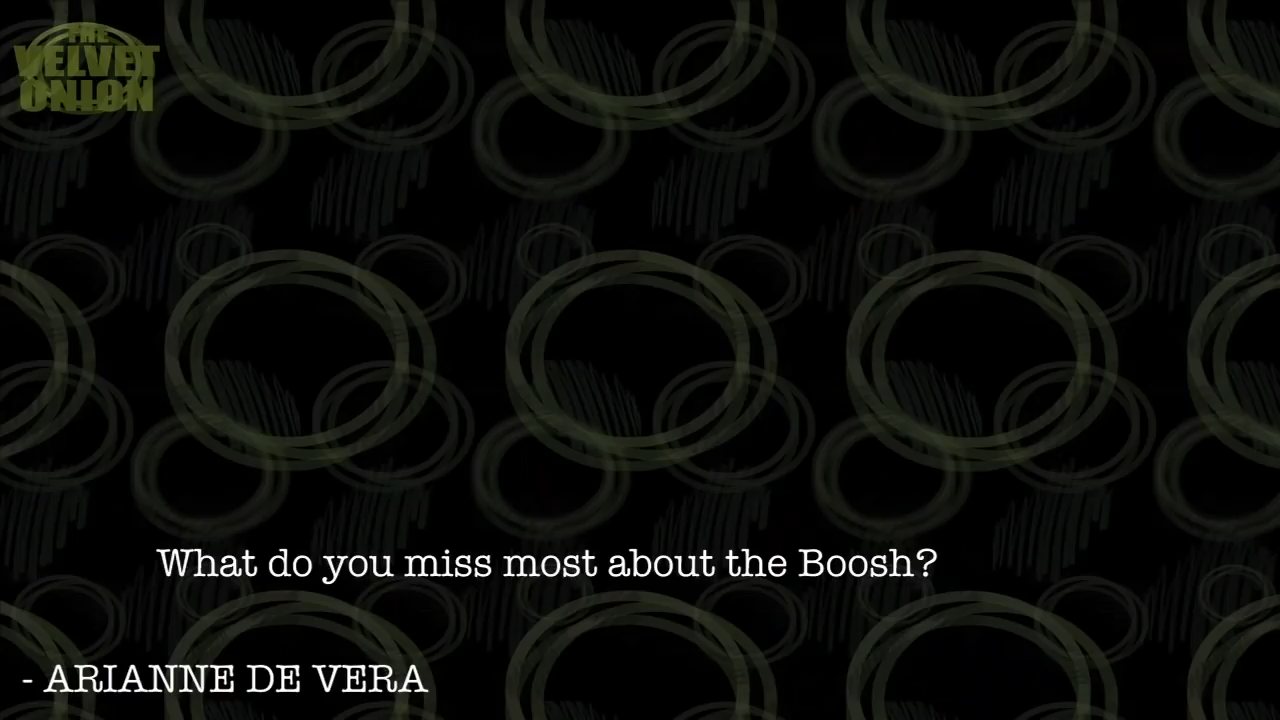 THE
VELVET
ONION
What do you miss most about the Boosh?
- ARIANNE DE VERA